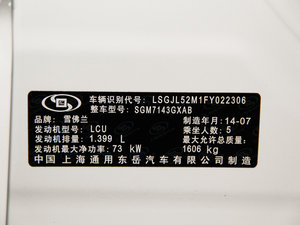 车辆识别代号: LSGJL52M1FY022306
整车型号: SGM7143GXAB
品牌: 雪佛兰 制造年月: 14-07
发动机型号: LCU 乘坐人数: 5
发动机排量: 1.399 L 最大允许总质量:
发动机最大净功率: 73 kW 1606 kg
中国 上海通用东岳汽车有限公司 制造